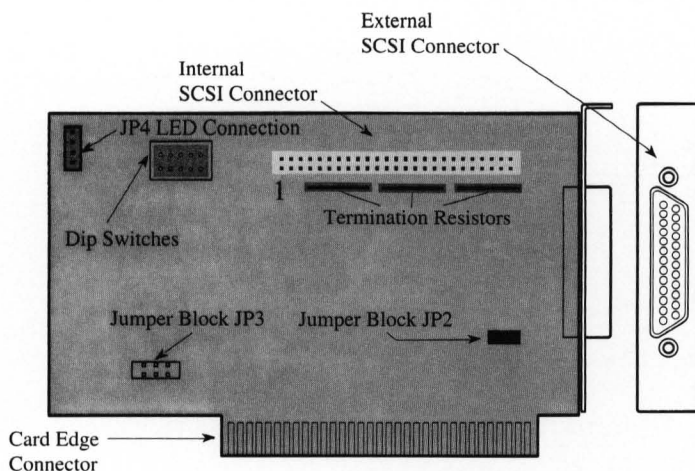 External
SCSI Connector
Internal
SCSI Connector
JP4 LED Connection
1
Termination Resistors
Dip Switches
Jumper Block JP3
Jumper Block JP2
Card Edge
Connector